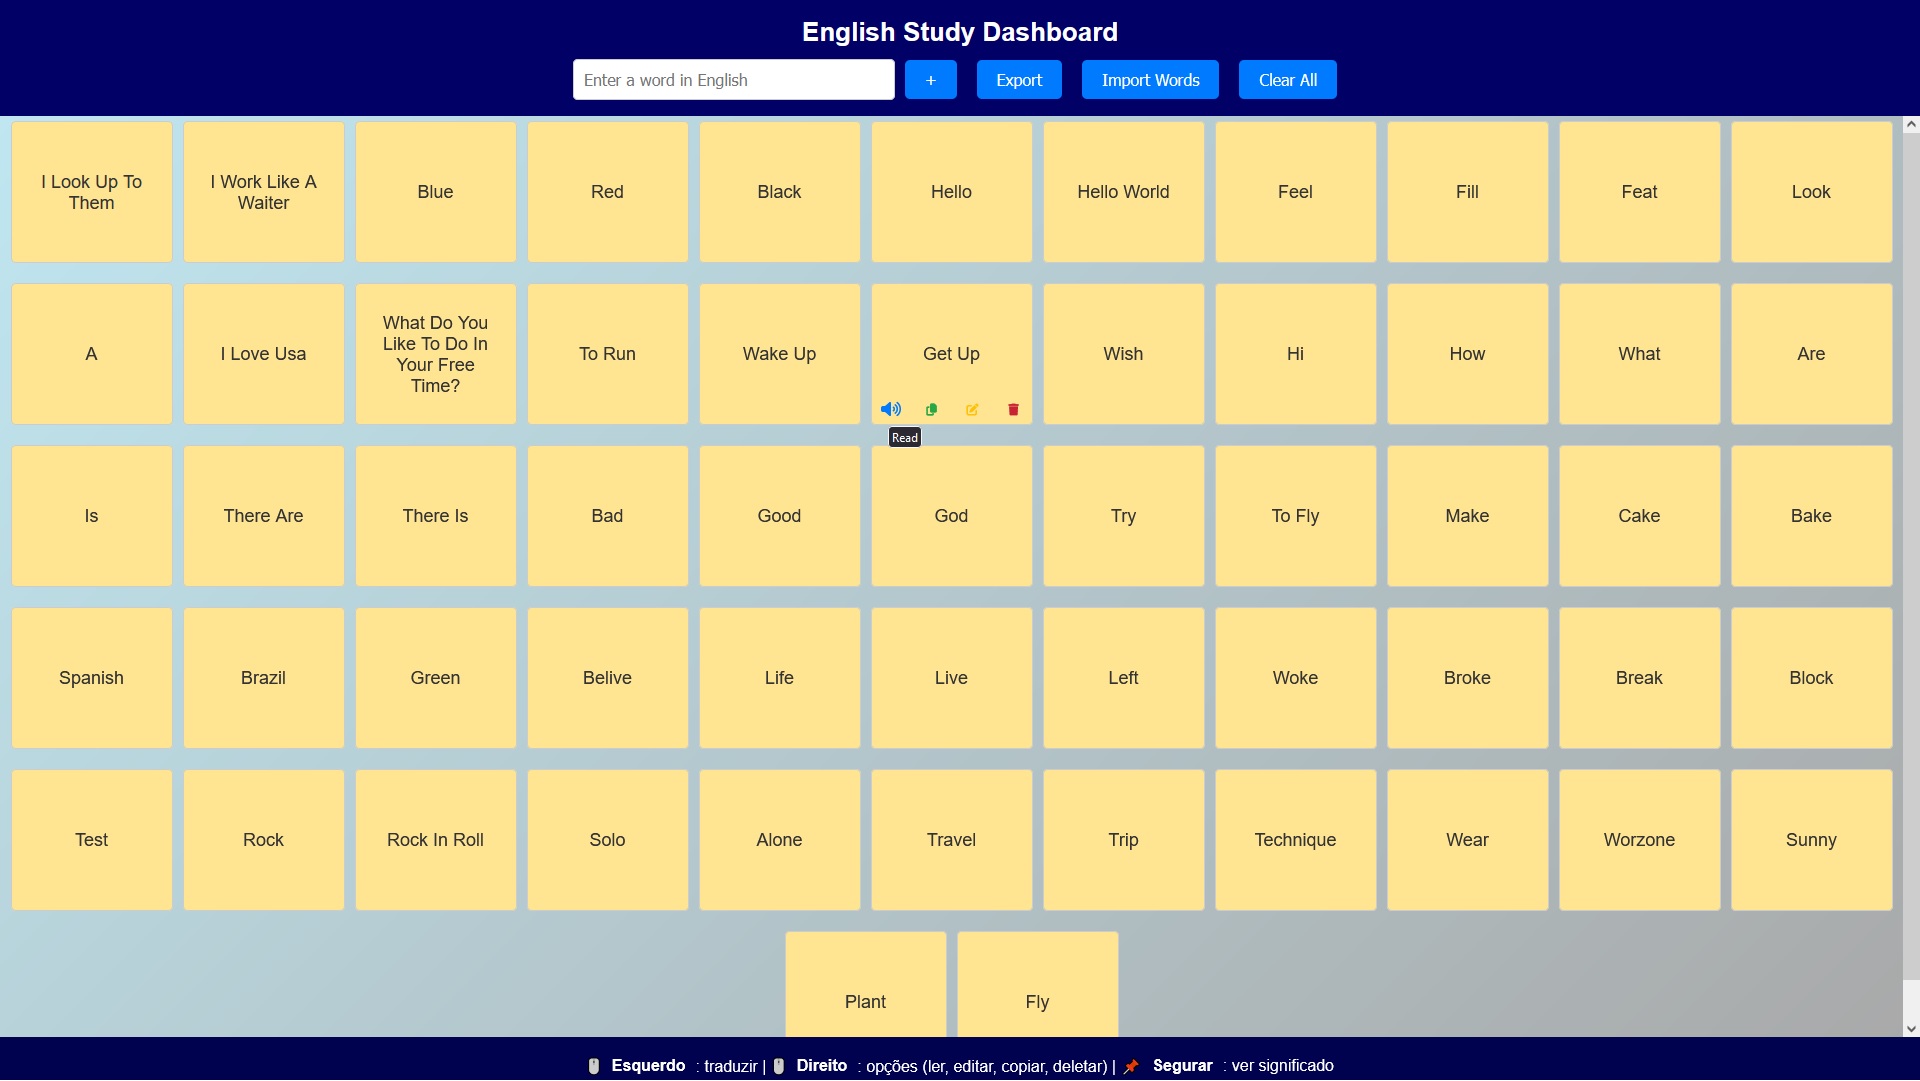 English Study Dashboard
Enter a word in English + Export Import Words Clear All
I Look Up To Them
I Work Like A Waiter
Blue
Red
Black
Hello
Hello World
Feel
Fill
Feat
Look
A
I Love Usa
What Do You
Like To Do In
Your Free
Time?
To Run
Wake Up
Get Up
Wish
Hi
How
What
Are
Read
Is
There Are
There Is
Bad
Good
God
Try
To Fly
Make
Cake
Bake
Spanish
Brazil
Green
Belive
Life
Live
Left
Woke
Broke
Break
Block
Test
Rock
Rock In Roll
Solo
Alone
Travel
Trip
Technique
Wear
Worzone
Sunny
Plant
Fly
Esquerdo : traduzir | Direito : opções (ler, editar, copiar, deletar) | Segurar : ver significado